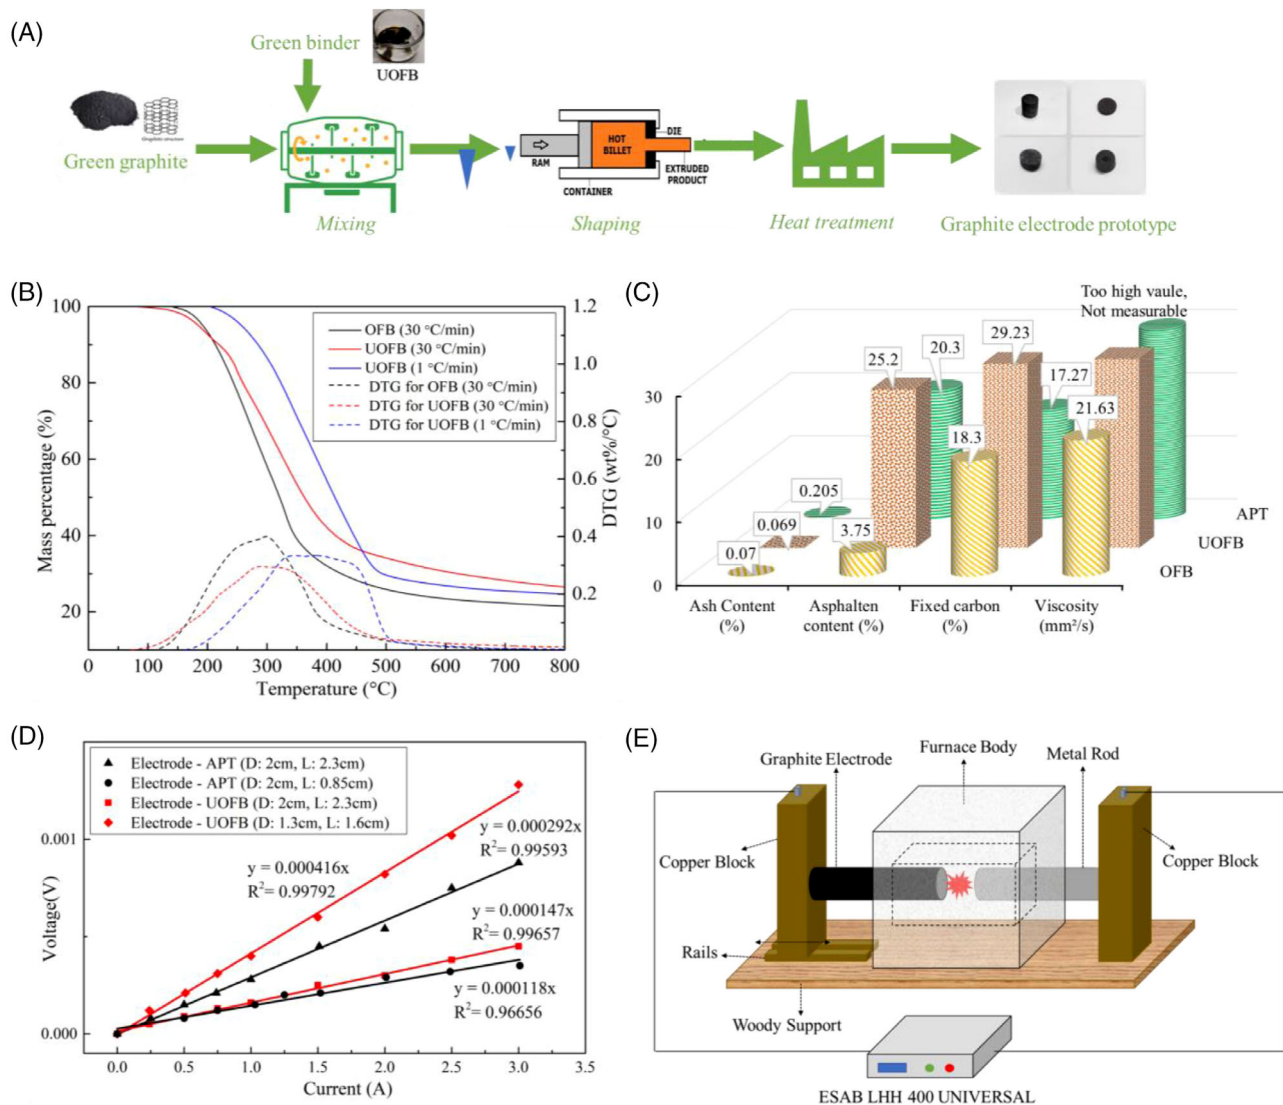 (A)
Green binder
UOFB
Graphite structure
Green graphite
Mixing
RAM
HOT
BILLET
DIE
EXTRUDED
PRODUCT
CONTAINER
Shaping
Heat treatment
Graphite electrode prototype
(B)
100
80
60
40
20
Mass percentage (%)
0
100
200
300
400
500
600
700
800
Temperature (°C)
1.2
1.0
0.8
0.6
0.4
0.2
DTG (wt%/°C)
OFB (30 °C/min)
UOFB (30 °C/min)
UOFB (1 °C/min)
DTG for OFB (30 °C/min)
DTG for UOFB (30 °C/min)
DTG for UOFB (1 °C/min)
(C)
Too high vaule,
Not measurable
30
20
10
0
25.2
20.3
29.23
17.27
21.63
18.3
0.205
0.069
3.75
0.07
APT
UOFB
OFB
Ash Content
(%)
Asphalten
content (%)
Fixed carbon
(%)
Viscosity
(mm²/s)
(D)
Electrode - APT (D: 2cm, L: 2.3cm)
Electrode - APT (D: 2cm, L: 0.85cm)
Electrode - UOFB (D: 2cm, L: 2.3cm)
Electrode - UOFB (D: 1.3cm, L: 1.6cm)
0.001
0.000
Voltage(V)
y = 0.000416x
R²= 0.99792
y = 0.000292x
R²= 0.99593
y = 0.000147x
R²= 0.99657
y = 0.000118x
R²= 0.96656
0.0
0.5
1.0
1.5
2.0
2.5
3.0
3.5
Current (A)
(E)
Furnace Body
Graphite Electrode
Metal Rod
Copper Block
Copper Block
Rails
Woody Support
ESAB LHH 400 UNIVERSAL